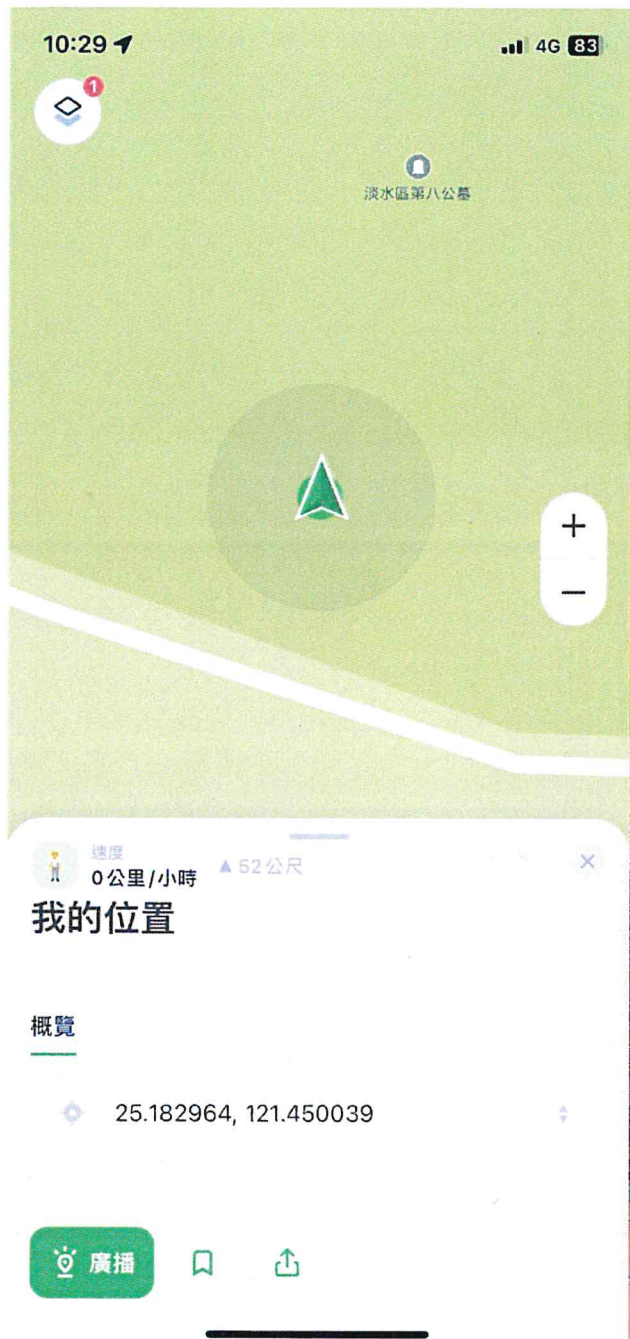 10:29
4G 83
1
淡水區第八公墓
+
−
速度
0公里/小時
▲ 52公尺
×
我的位置
概覽
25.182964, 121.450039
廣播